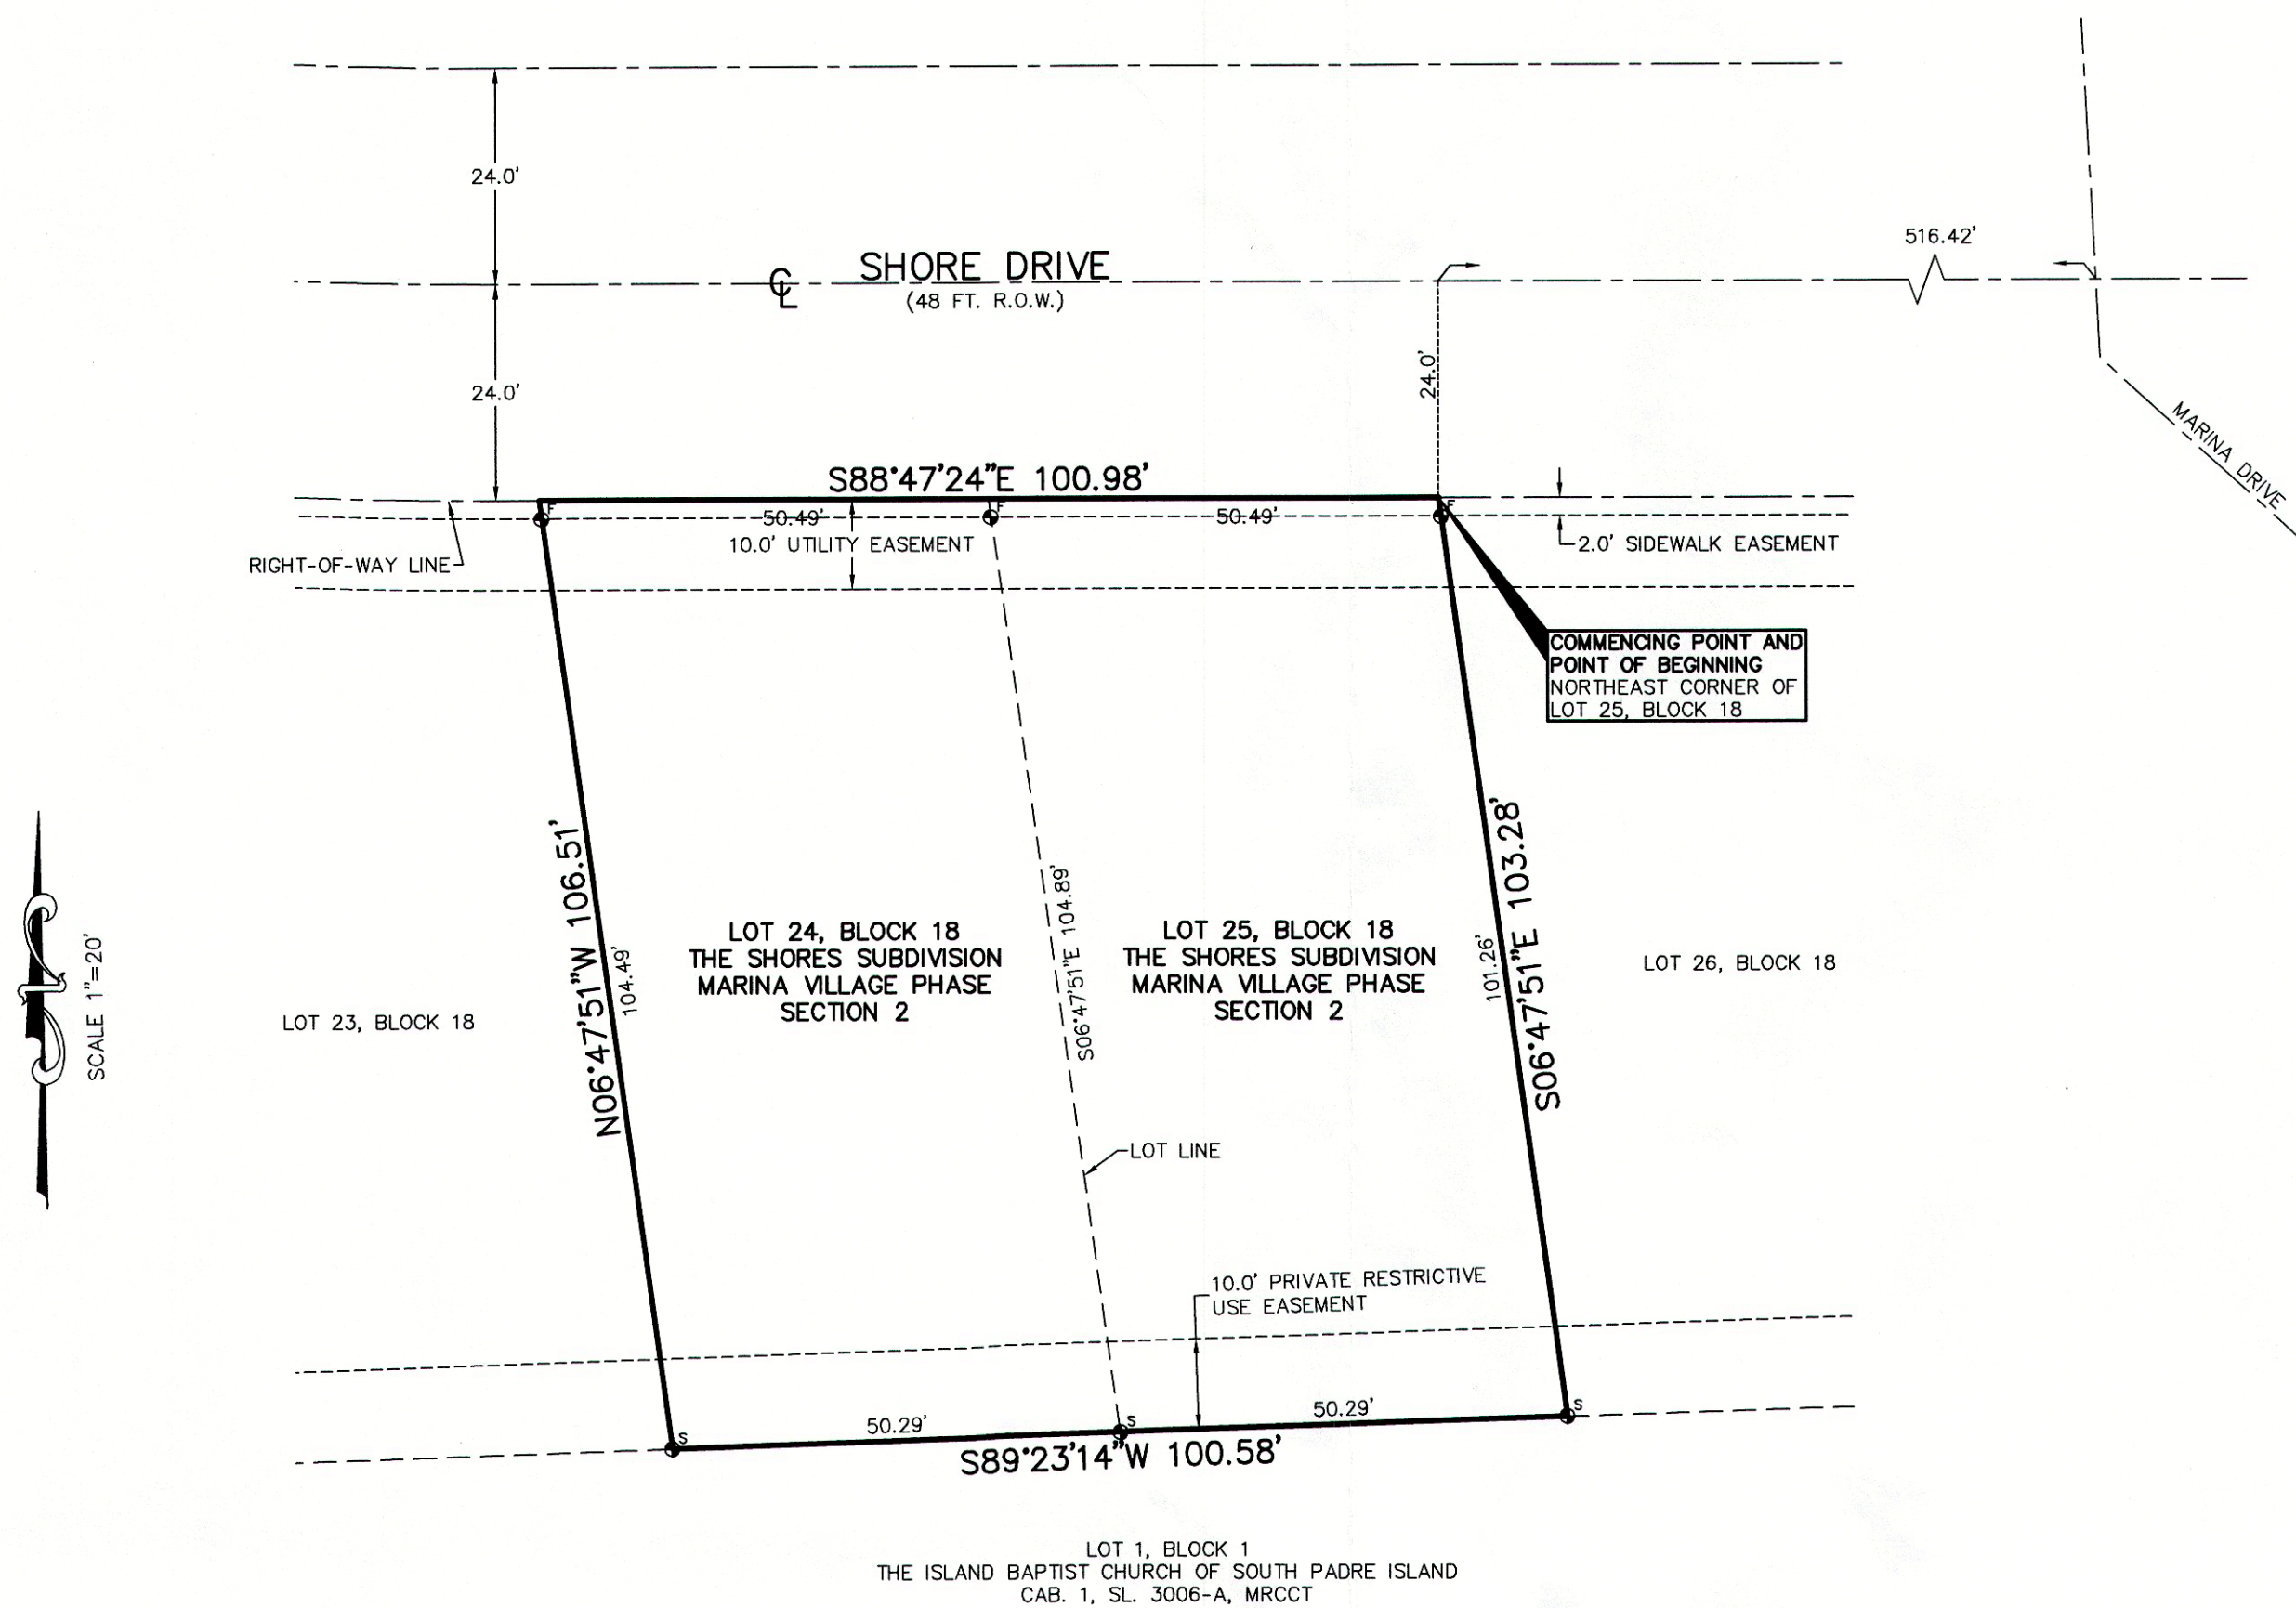 24.0'
516.42'
SHORE DRIVE
(48 FT. R.O.W.)
℄
24.0'
24.0'
MARINA DRIVE
S88°47'24"E 100.98'
F
F
F
50.49'
50.49'
10.0' UTILITY EASEMENT
2.0' SIDEWALK EASEMENT
RIGHT-OF-WAY LINE
COMMENCING POINT AND
POINT OF BEGINNING
NORTHEAST CORNER OF
LOT 25, BLOCK 18
N06°47'51"W 106.51'
104.49'
S06°47'51"E 104.89'
101.26'
S06°47'51"E 103.28'
LOT 24, BLOCK 18
THE SHORES SUBDIVISION
MARINA VILLAGE PHASE
SECTION 2
LOT 25, BLOCK 18
THE SHORES SUBDIVISION
MARINA VILLAGE PHASE
SECTION 2
LOT 26, BLOCK 18
LOT 23, BLOCK 18
SCALE 1"=20'
LOT LINE
10.0' PRIVATE RESTRICTIVE
USE EASEMENT
50.29'
50.29'
S
S
S
S89°23'14"W 100.58'
LOT 1, BLOCK 1
THE ISLAND BAPTIST CHURCH OF SOUTH PADRE ISLAND
CAB. 1, SL. 3006-A, MRCCT